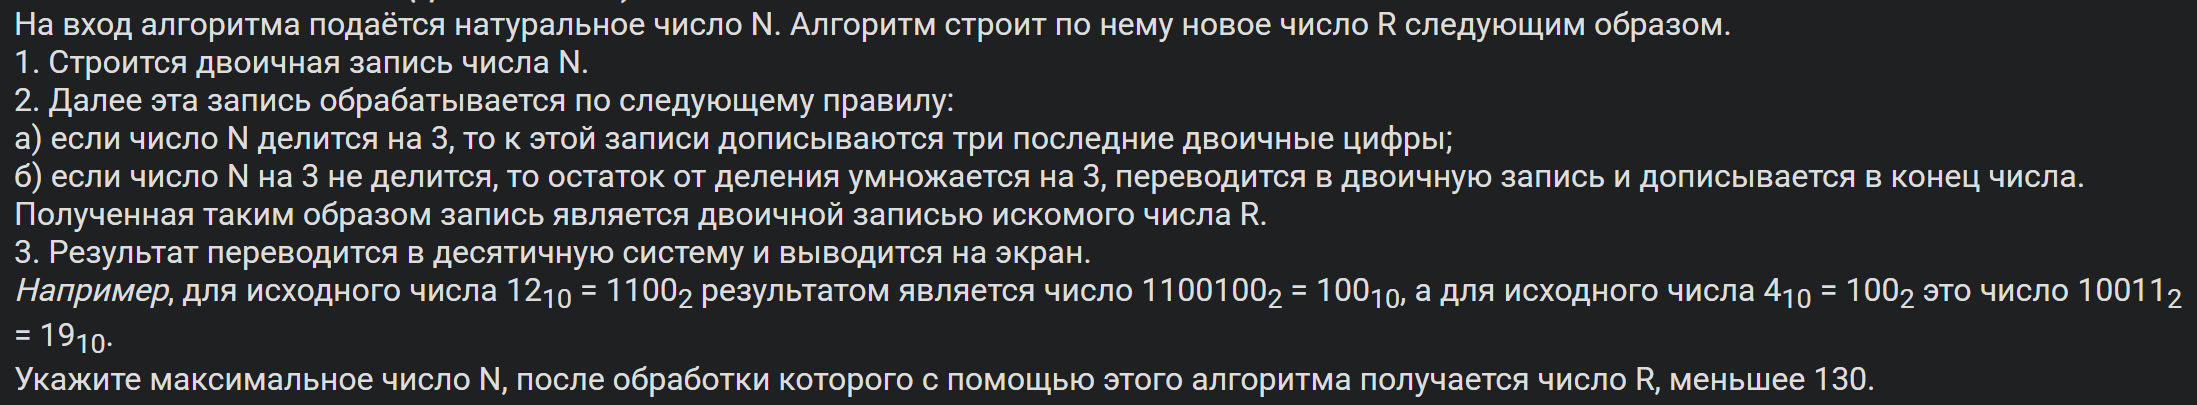 На вход алгоритма подаётся натуральное число N. Алгоритм строит по нему новое число R следующим образом.
1. Строится двоичная запись числа N.
2. Далее эта запись обрабатывается по следующему правилу:
а) если число N делится на 3, то к этой записи дописываются три последние двоичные цифры;
б) если число N на 3 не делится, то остаток от деления умножается на 3, переводится в двоичную запись и дописывается в конец числа.
Полученная таким образом запись является двоичной записью искомого числа R.
3. Результат переводится в десятичную систему и выводится на экран.
Например, для исходного числа 12₁₀ = 1100₂ результатом является число 1100100₂ = 100₁₀, а для исходного числа 4₁₀ = 100₂ это число 10011₂
= 19₁₀.
Укажите максимальное число N, после обработки которого с помощью этого алгоритма получается число R, меньшее 130.